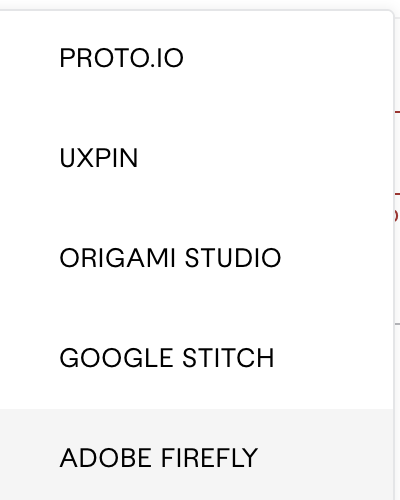 PROTO.IO
UXPIN
ORIGAMI STUDIO
GOOGLE STITCH
ADOBE FIREFLY